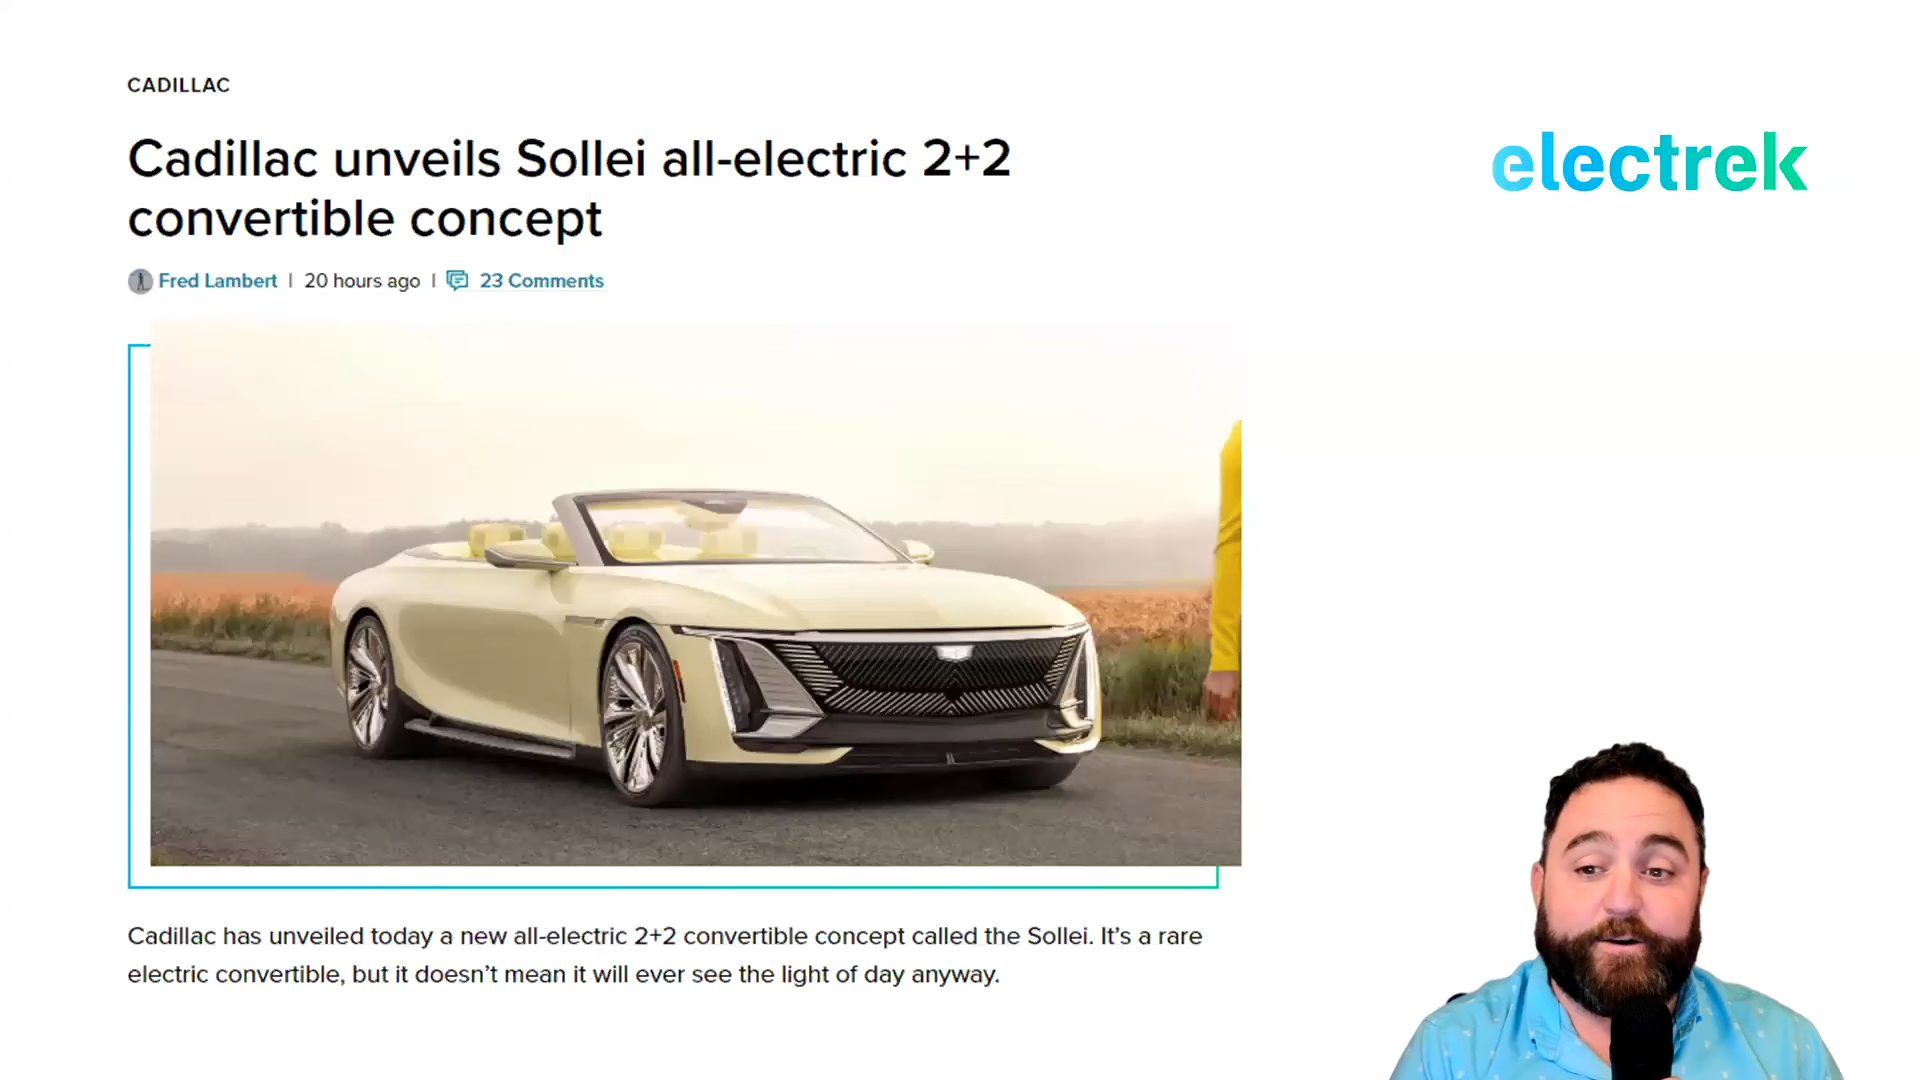 CADILLAC
Cadillac unveils Sollei all-electric 2+2
convertible concept
electrek
Fred Lambert | 20 hours ago | 23 Comments
Cadillac has unveiled today a new all-electric 2+2 convertible concept called the Sollei. It's a rare
electric convertible, but it doesn't mean it will ever see the light of day anyway.